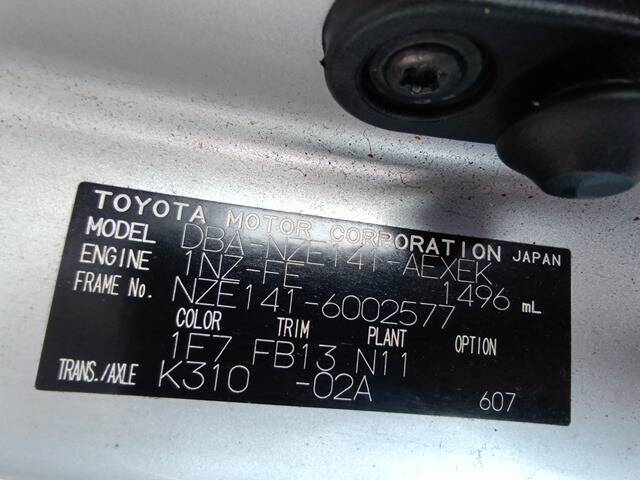 TOYOTA MOTOR CORPORATION JAPAN
MODEL DBA-NZE141-AEXEK
ENGINE 1NZ-FE 1496 mL
FRAME No. NZE141-6002577
COLOR TRIM PLANT OPTION
1F7 FB13 N11
TRANS./AXLE K310 -02A
607